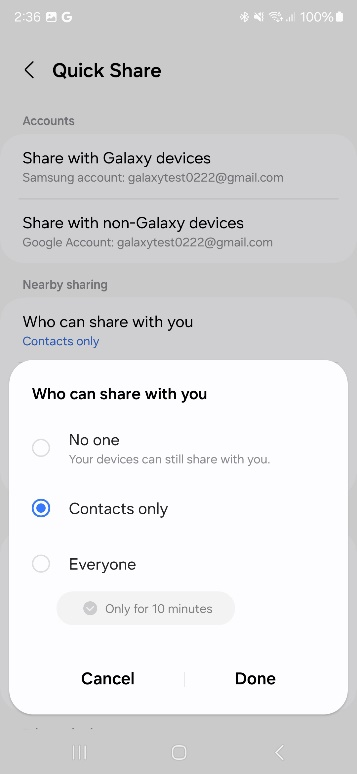 2:36
100%
Quick Share
Accounts
Share with Galaxy devices
Samsung account: galaxytest0222@gmail.com
Share with non-Galaxy devices
Google Account: galaxytest0222@gmail.com
Nearby sharing
Who can share with you
Contacts only
Who can share with you
No one
Your devices can still share with you.
Contacts only
Everyone
Only for 10 minutes
Cancel
Done